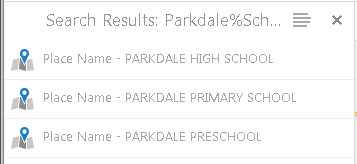 Search Results: Parkdale%Sch...
Place Name - PARKDALE HIGH SCHOOL
Place Name - PARKDALE PRIMARY SCHOOL
Place Name - PARKDALE PRESCHOOL